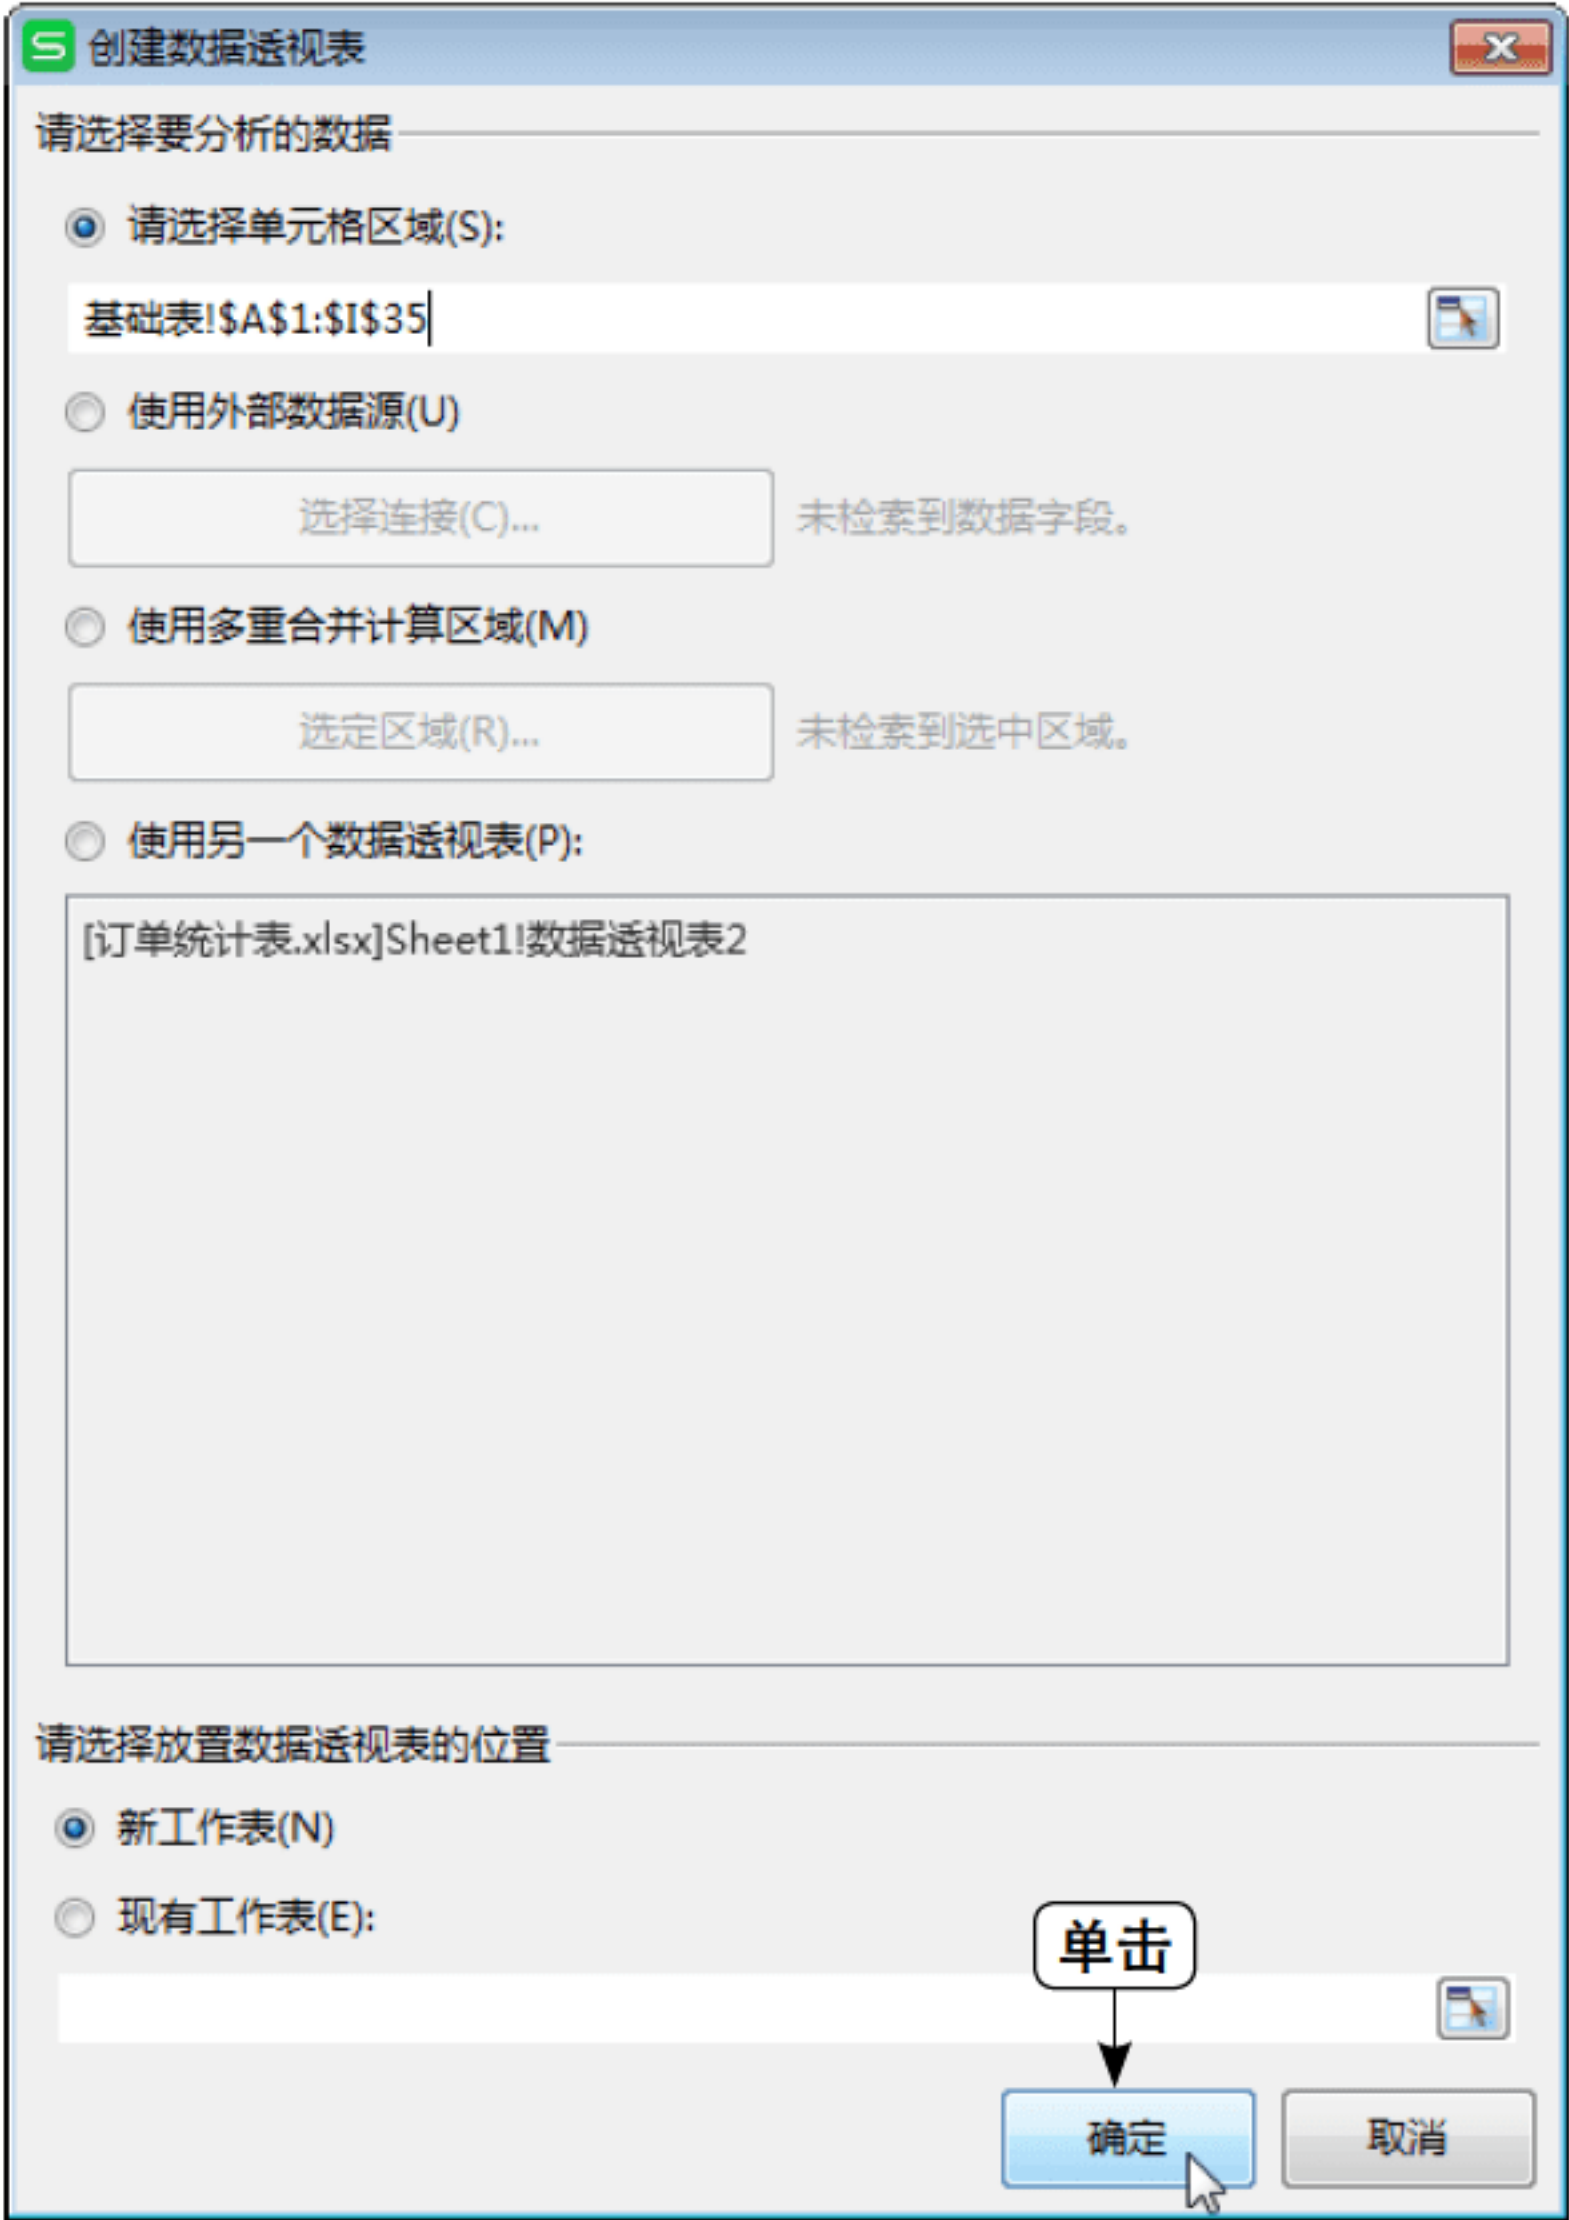 创建数据透视表
请选择要分析的数据
请选择单元格区域(S):
基础表!$A$1:$I$35
使用外部数据源(U)
选择连接(C)... 未检索到数据字段。
使用多重合并计算区域(M)
选定区域(R)... 未检索到选中区域。
使用另一个数据透视表(P):
[订单统计表.xlsx]Sheet1!数据透视表2
请选择放置数据透视表的位置
新工作表(N)
现有工作表(E):
单击
确定 取消